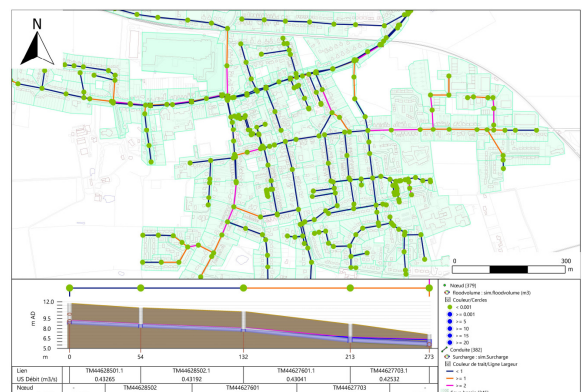 N
0
300
m
12.0
9.5
8.0
6.5
5.0
m AD
m
0
54
132
213
273
Lien TM44628501.1 TM44628502.1 TM44627601.1 TM44627703.1
US Débit (m3/s) 0.43265 0.43192 0.43041 0.42532
Nœud - TM44628502 TM44627601 TM44627703 -
Nœud (379)
floodvolume : sim.floodvolume (m3)
Couleur/Cercles
< 0.001
>= 0.001
>= 5
>= 10
>= 15
>= 20
Conduite (382)
Surcharge : sim.Surcharge
Couleur de trait/Ligne Largeur
< 1
>= 1
>= 2